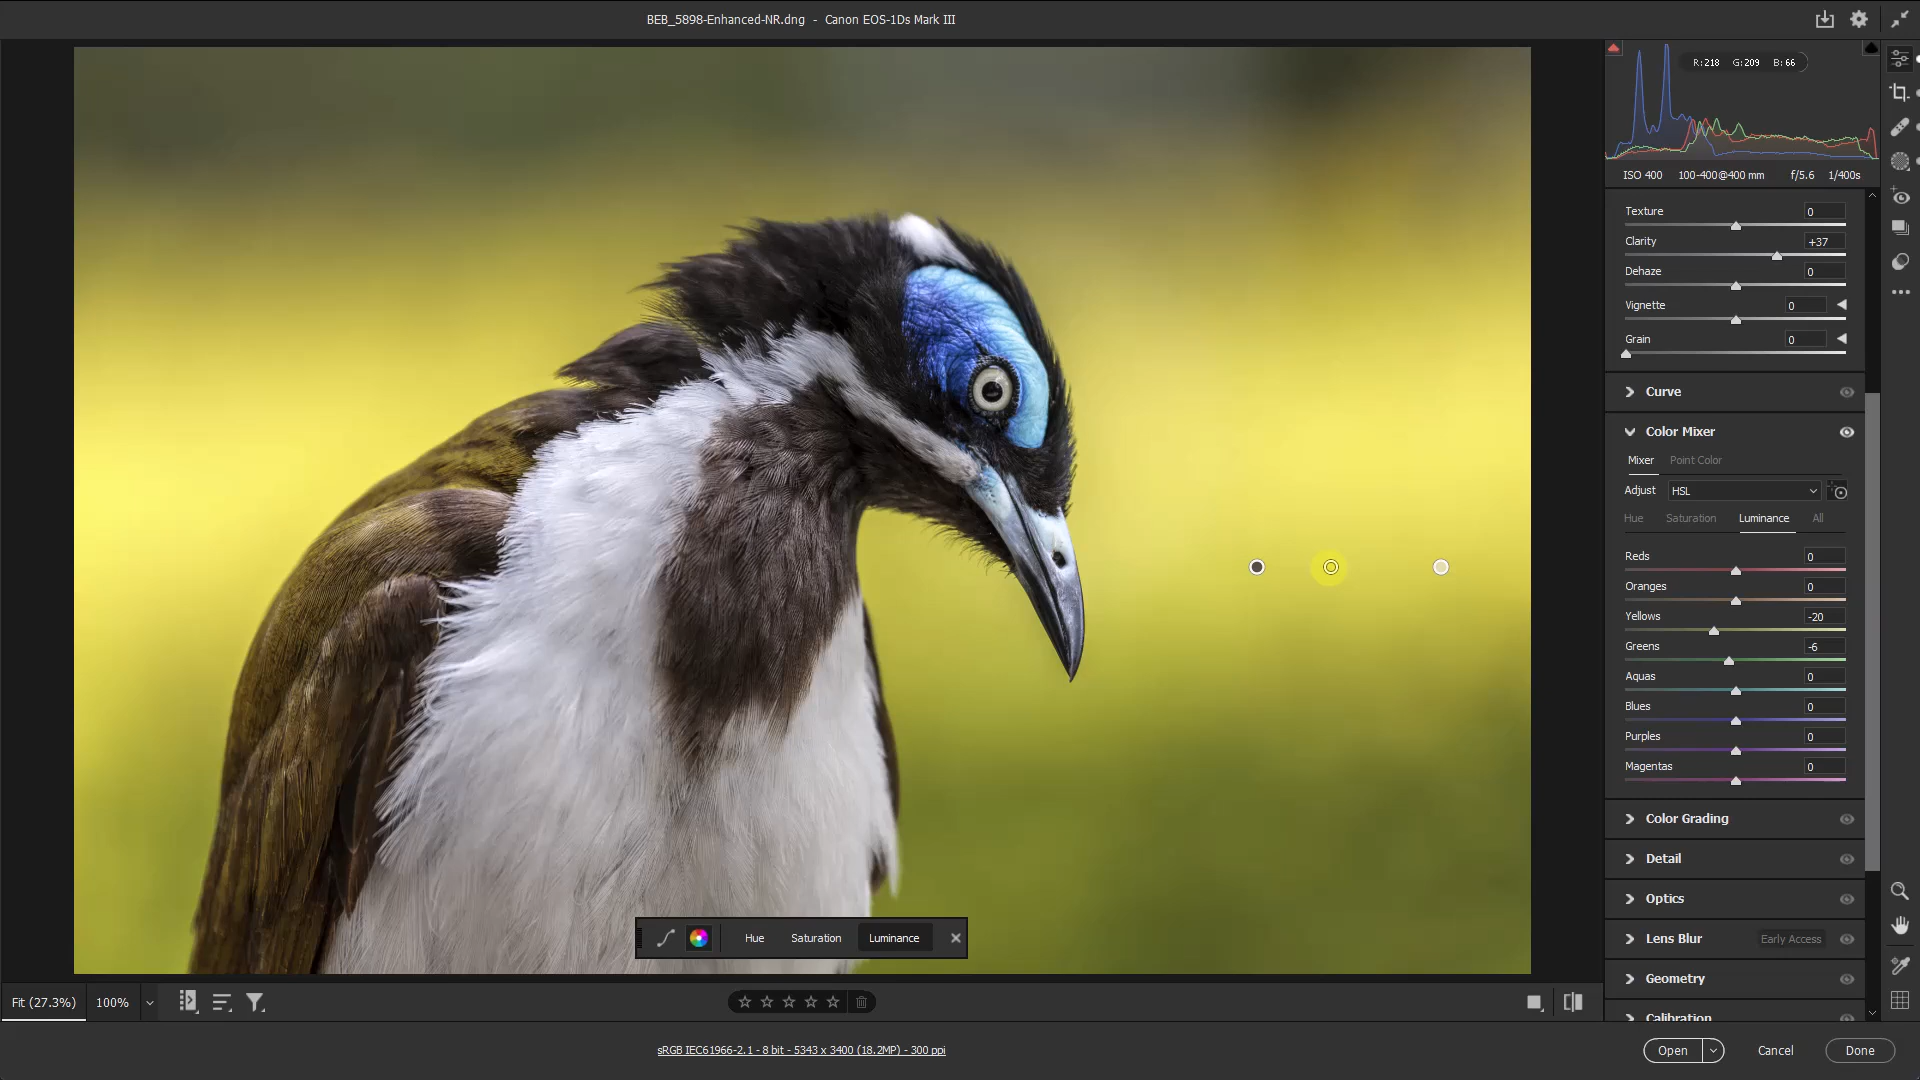 BEB_5898-Enhanced-NR.dng - Canon EOS-1Ds Mark III
R:218 G:209 B:66
ISO 400 100-400@400 mm f/5.6 1/400s
Texture 0
Clarity +37
Dehaze 0
Vignette 0
Grain 0
Curve
Color Mixer
Mixer Point Color
Adjust HSL
Hue Saturation Luminance All
Reds 0
Oranges 0
Yellows -20
Greens -6
Aquas 0
Blues 0
Purples 0
Magentas 0
Color Grading
Detail
Optics
Lens Blur Early Access
Geometry
Calibration
Hue Saturation Luminance
Fit (27.3%) 100%
sRGB IEC61966-2.1 - 8 bit - 5343 x 3400 (18.2MP) - 300 ppi
Open Cancel Done